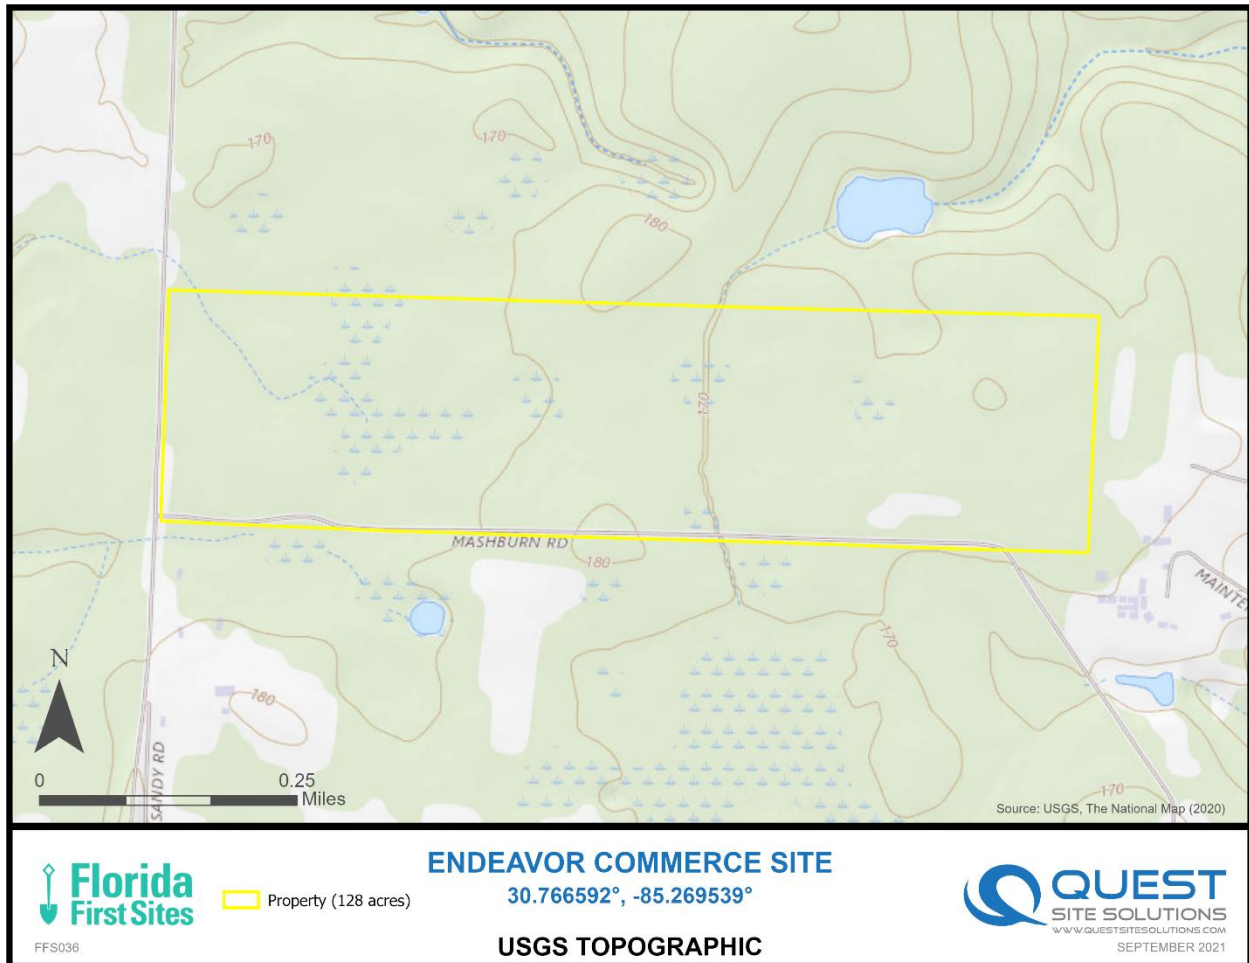 170
170
180
170
MASHBURN RD
180
170
MAINTE
180
N
SANDY RD
0
0.25
Miles
170
Source: USGS, The National Map (2020)
Florida
First Sites
FFS036
Property (128 acres)
ENDEAVOR COMMERCE SITE
30.766592°, -85.269539°
USGS TOPOGRAPHIC
QUEST
SITE SOLUTIONS
WWW.QUESTSITESOLUTIONS.COM
SEPTEMBER 2021